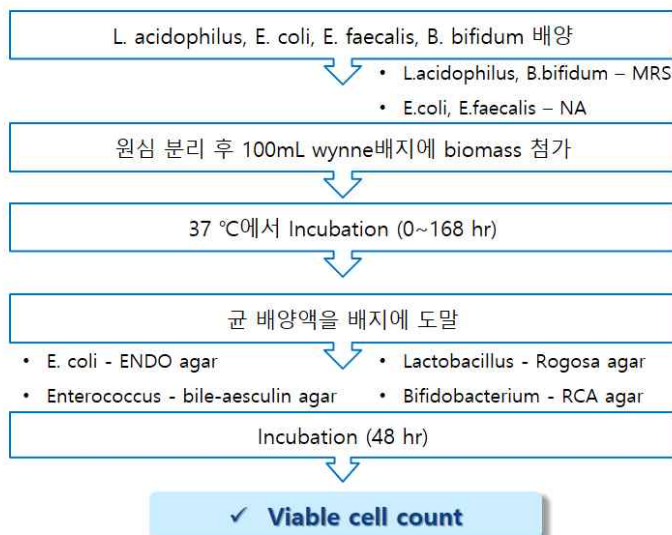 L. acidophilus, E. coli, E. faecalis, B. bifidum 배양
• L.acidophilus, B.bifidum – MRS
• E.coli, E.faecalis – NA
원심 분리 후 100mL wynne배지에 biomass 첨가
37 ℃에서 Incubation (0~168 hr)
균 배양액을 배지에 도말
• E. coli - ENDO agar
• Enterococcus - bile-aesculin agar
• Lactobacillus - Rogosa agar
• Bifidobacterium - RCA agar
Incubation (48 hr)
✓ Viable cell count